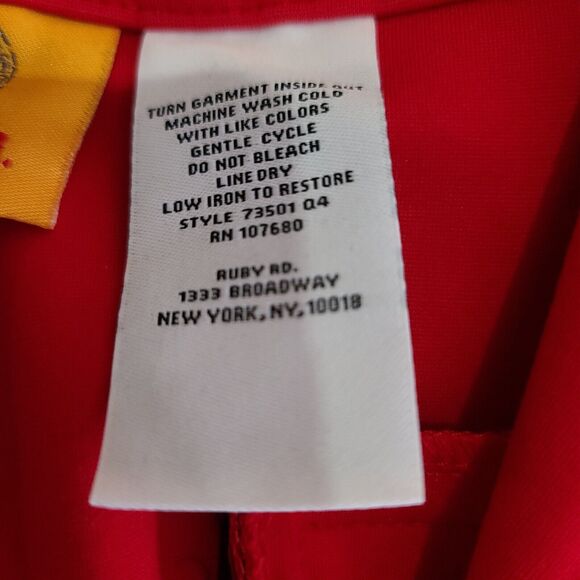 TURN GARMENT INSIDE OUT
MACHINE WASH COLD
WITH LIKE COLORS
GENTLE CYCLE
DO NOT BLEACH
LINE DRY
LOW IRON TO RESTORE
STYLE 73501 Q4
RN 107680
RUBY RD.
1333 BROADWAY
NEW YORK, NY, 10018